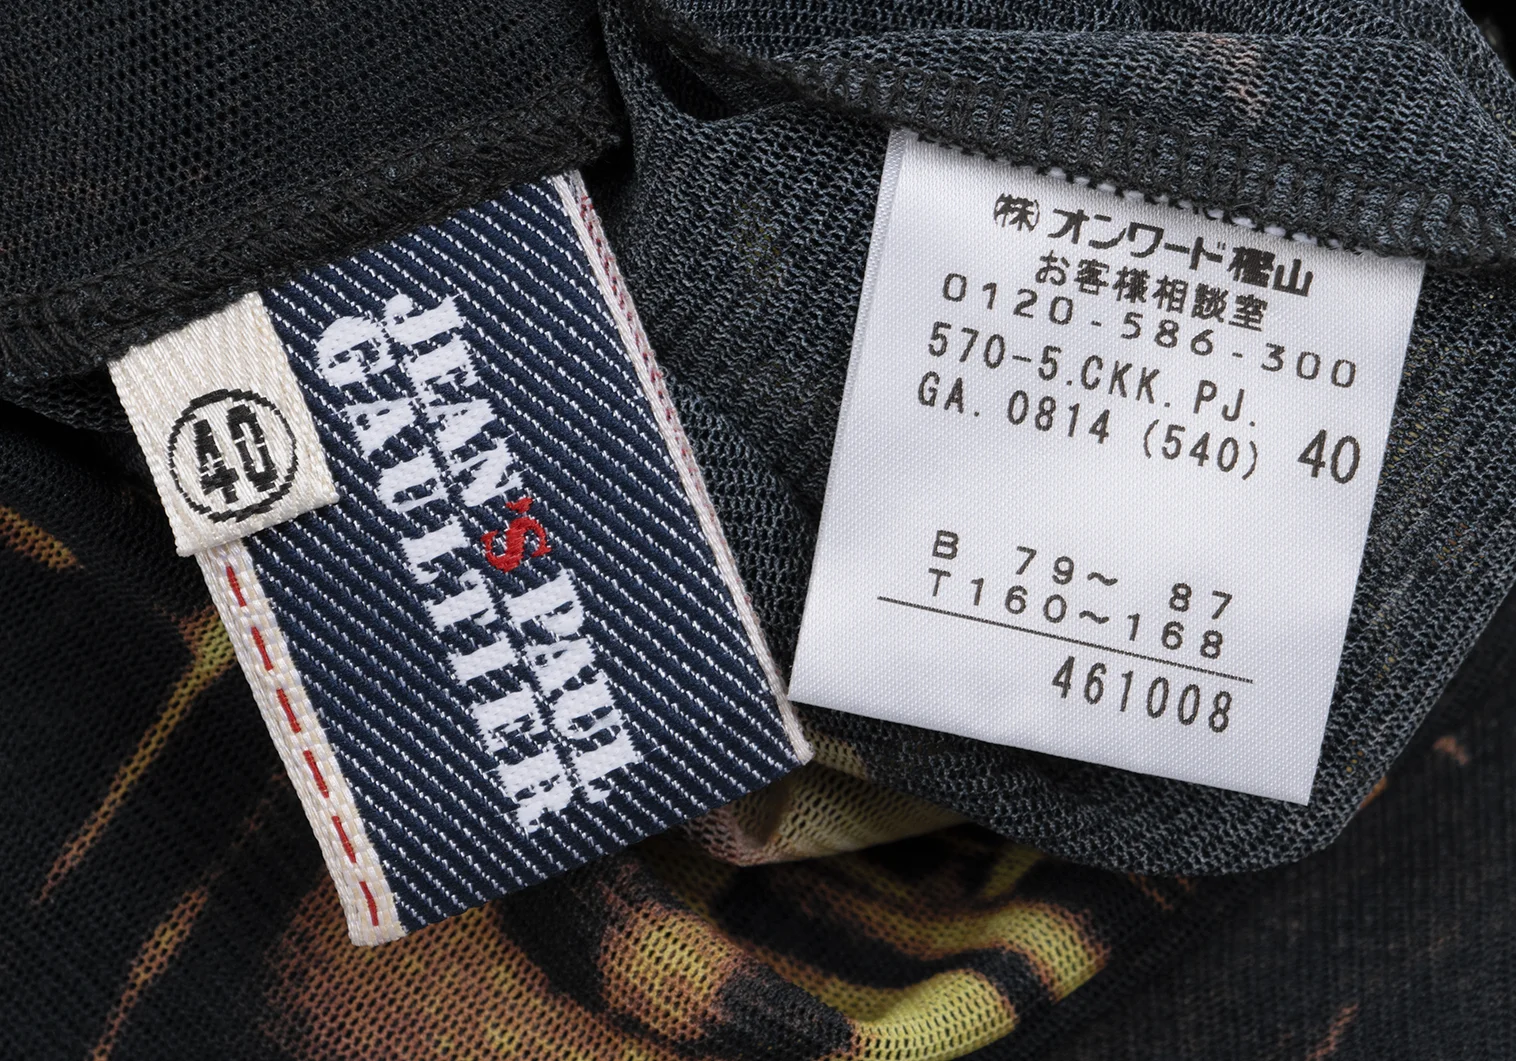 40
JEAN'S PAUL
GAULTIER
㈱オンワード樫山
お客様相談室
0120-586-300
570-5.CKK.PJ.
GA.0814 (540) 40
B 79～ 87
T160～168
461008